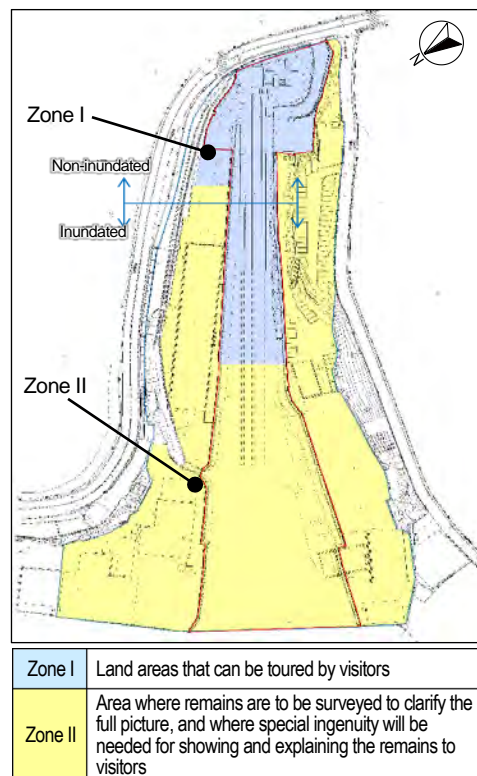 N
Zone I
Non-inundated
Inundated
Zone II
Zone I Land areas that can be toured by visitors
Zone II Area where remains are to be surveyed to clarify the
full picture, and where special ingenuity will be
needed for showing and explaining the remains to
visitors